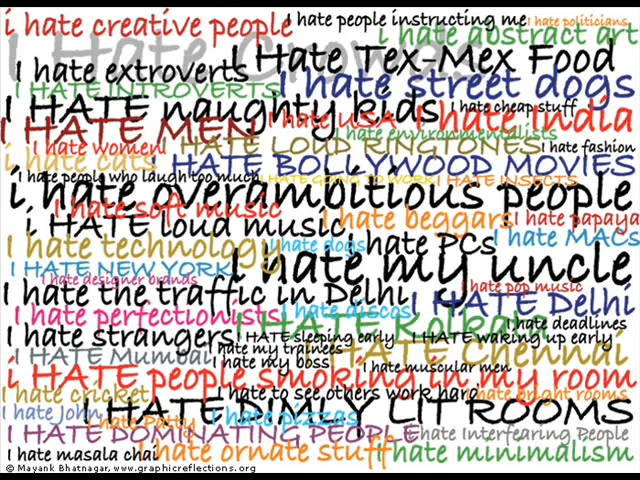 i hate creative people
I hate people instructing me
I hate politicians
i hate abstract art
I Hate Crowds
I Hate Tex-Mex Food
I hate extroverts
I HATE INTROVERTS
I hate street dogs
I HATE naughty kids
I hate cheap stuff
I HATE MEN
I hate USA
I hate India
I hate environmentalists
I hate women
I HATE LOUD RINGTONES
I hate fashion
i hate cats
I HATE BOLLYWOOD MOVIES
I hate people who laugh too much
I HATE GOING TO WORK
I HATE INSECTS
i hate overambitious people
I hate soft music
i HATE loud music
I hate beggars
I hate papaya
I hate technology
I hate dogs
I hate PCs
I hate MACs
I HATE NEW YORK
I hate my uncle
I hate designer brands
I hate pop music
I hate the traffic in Delhi
I HATE Delhi
I hate perfectionists
I hate discos
I HATE Kolkata
I hate deadlines
I hate strangers
I HATE sleeping early
I HATE waking up early
I HATE Mumbai
I hate my trainees
I HATE Chennai
I hate my boss
I hate muscular men
i HATE people smoking in my room
I hate cricket
I hate to see others work hard
I hate bright rooms
I hate john
I HATE DIMLY LIT ROOMS
I hate Patty
I hate pizzas
I HATE DOMINATING PEOPLE
I hate Interfearing People
I hate masala chai
I hate ornate stuff
I hate minimalism
© Mayank Bhatnagar, www.graphicreflections.org